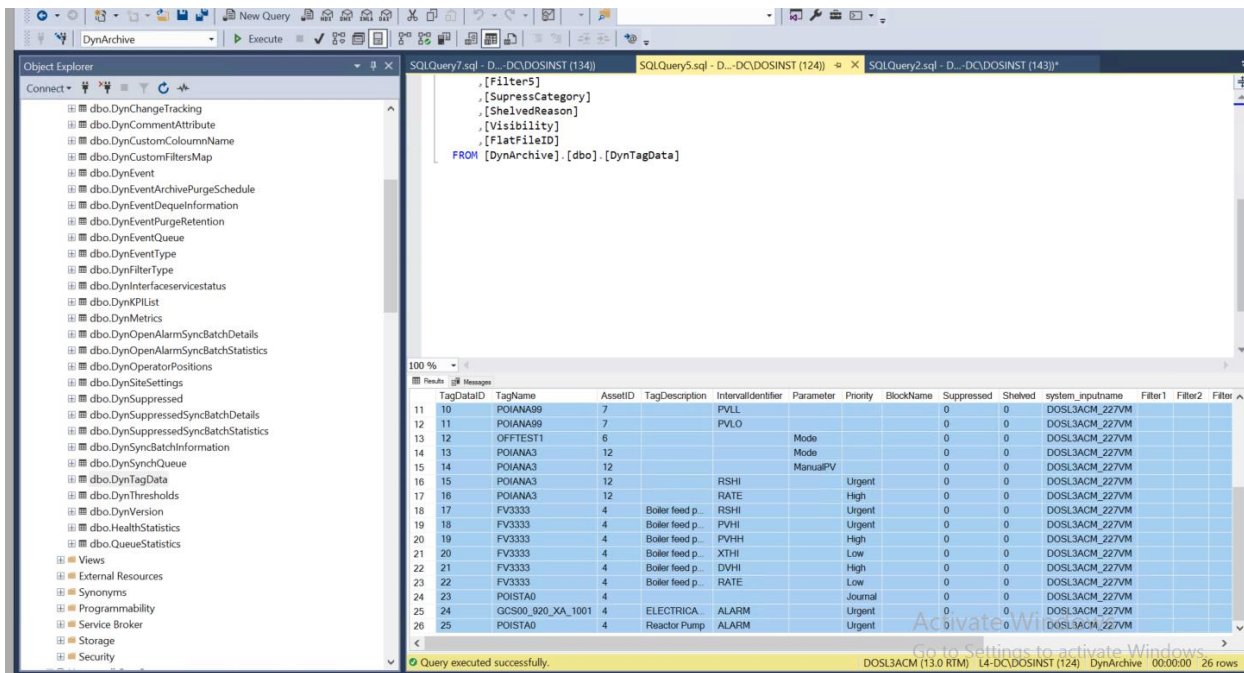 New Query
DynArchive
Execute
Object Explorer
SQLQuery7.sql - D...-DC\DOSINST (134))
SQLQuery5.sql - D...-DC\DOSINST (124))
SQLQuery2.sql - D...-DC\DOSINST (143))*
Connect
dbo.DynChangeTracking
dbo.DynCommentAttribute
dbo.DynCustomColoumnName
dbo.DynCustomFiltersMap
dbo.DynEvent
dbo.DynEventArchivePurgeSchedule
dbo.DynEventDequeInformation
dbo.DynEventPurgeRetention
dbo.DynEventQueue
dbo.DynEventType
dbo.DynFilterType
dbo.DynInterfaceservicestatus
dbo.DynKPIList
dbo.DynMetrics
dbo.DynOpenAlarmSyncBatchDetails
dbo.DynOpenAlarmSyncBatchStatistics
dbo.DynOperatorPositions
dbo.DynSiteSettings
dbo.DynSuppressed
dbo.DynSuppressedSyncBatchDetails
dbo.DynSuppressedSyncBatchStatistics
dbo.DynSyncBatchInformation
dbo.DynSynchQueue
dbo.DynTagData
dbo.DynThresholds
dbo.DynVersion
dbo.HealthStatistics
dbo.QueueStatistics
Views
External Resources
Synonyms
Programmability
Service Broker
Storage
Security
,[Filter5]
,[SupressCategory]
,[ShelvedReason]
,[Visibility]
,[FlatFileID]
FROM [DynArchive].[dbo].[DynTagData]
100 %
Results Messages
TagDataID TagName AssetID TagDescription IntervalIdentifier Parameter Priority BlockName Suppressed Shelved system_inputname Filter1 Filter2 Filter
11 10 POIANA99 7 PVLL 0 0 DOSL3ACM_227VM
12 11 POIANA99 7 PVLO 0 0 DOSL3ACM_227VM
13 12 OFFTEST1 6 Mode 0 0 DOSL3ACM_227VM
14 13 POIANA3 12 Mode 0 0 DOSL3ACM_227VM
15 14 POIANA3 12 ManualPV 0 0 DOSL3ACM_227VM
16 15 POIANA3 12 RSHI Urgent 0 0 DOSL3ACM_227VM
17 16 POIANA3 12 RATE High 0 0 DOSL3ACM_227VM
18 17 FV3333 4 Boiler feed p... RSHI Urgent 0 0 DOSL3ACM_227VM
19 18 FV3333 4 Boiler feed p... PVHI Urgent 0 0 DOSL3ACM_227VM
20 19 FV3333 4 Boiler feed p... PVHH High 0 0 DOSL3ACM_227VM
21 20 FV3333 4 Boiler feed p... XTHI Low 0 0 DOSL3ACM_227VM
22 21 FV3333 4 Boiler feed p... DVHI High 0 0 DOSL3ACM_227VM
23 22 FV3333 4 Boiler feed p... RATE Low 0 0 DOSL3ACM_227VM
24 23 POISTA0 4 Journal 0 0 DOSL3ACM_227VM
25 24 GCS00_920_XA_1001 4 ELECTRICA... ALARM Urgent 0 0 DOSL3ACM_227VM
26 25 POISTA0 4 Reactor Pump ALARM Urgent 0 0 DOSL3ACM_227VM
Activate Windows
Go to Settings to activate Windows.
Query executed successfully. DOSL3ACM (13.0 RTM) L4-DC\DOSINST (124) DynArchive 00:00:00 26 rows